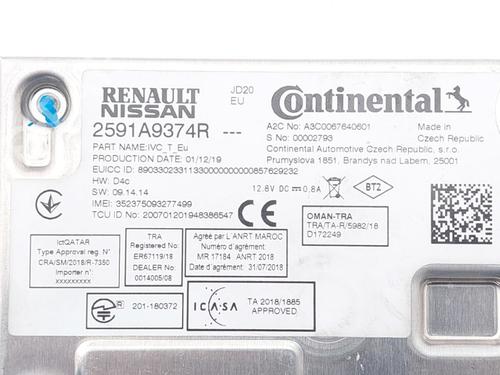 RENAULT
NISSAN
JD20
EU
Continental
2591A9374R ---
A2C No: A3C0067640601
S No: 00002793
Made in
Czech Republic
PART NAME:IVC_T_Eu
Continental Automotive Czech Republic, s.r.o.
PRODUCTION DATE: 01/12/19
Prumyslova 1851, Brandys nad Labem, 25001
EUICC ID: 89033023311330000000000857629232
HW: D4c
SW: 09.14.14
12.8V DC 0.8A
BT2
IMEI: 352375093277499
TCU ID No: 200701201948386547
CE
OMAN-TRA
TRA/TA-R/5982/18
D172249
ictQATAR
Type Approval reg. N°
CRA/SM/2018/R-7350
Importer n°:
xxxxxxxxx
TRA
Registered No:
ER67119/18
DEALER No:
0014005/08
Agréé par L'ANRT MAROC
Numéro d'agrément:
MR 17184 ANRT 2018
Date d'agrément: 31/07/2018
201-180372
ICASA
TA 2018/1885
APPROVED